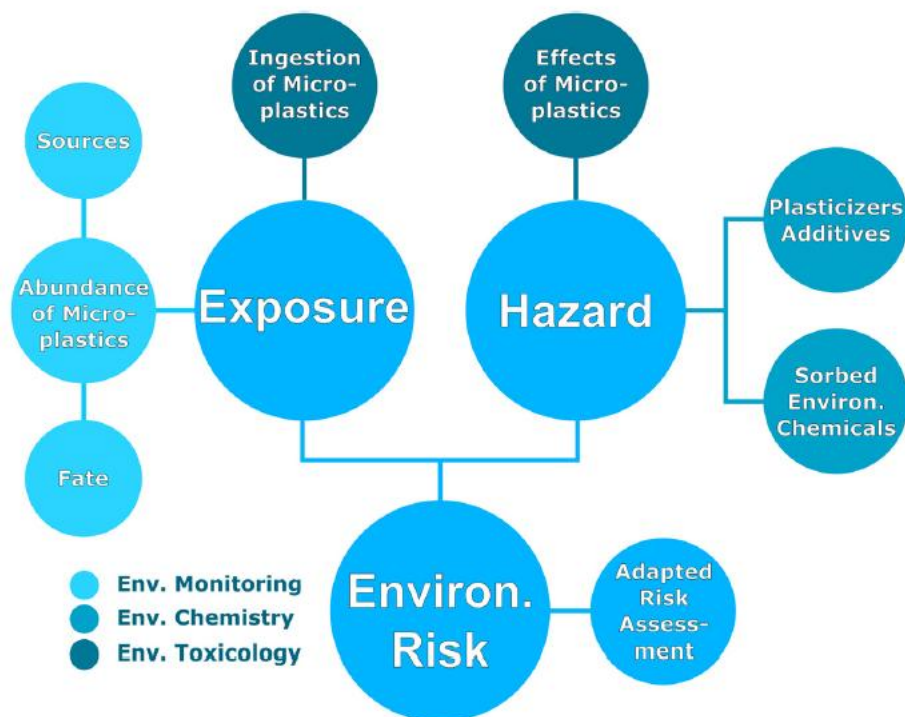 Ingestion
of Micro-
plastics
Effects
of Micro-
plastics
Sources
Plasticizers
Additives
Abundance
of Micro-
plastics
Exposure
Hazard
Sorbed
Environ.
Chemicals
Fate
Environ.
Risk
Adapted
Risk
Assess-
ment
Env. Monitoring
Env. Chemistry
Env. Toxicology